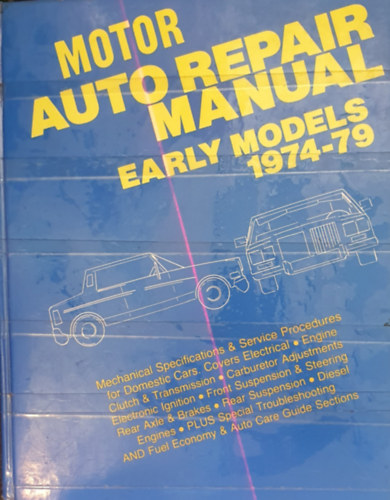 MOTOR
AUTO REPAIR
MANUAL
EARLY MODELS
1974-79
Mechanical Specifications & Service Procedures
for Domestic Cars. Covers Electrical • Engine
Clutch & Transmission • Carburetor Adjustments
Electronic Ignition • Front Suspension & Steering
Rear Axle & Brakes • Rear Suspension • Diesel
Engines • PLUS Special Troubleshooting
AND Fuel Economy & Auto Care Guide Sections